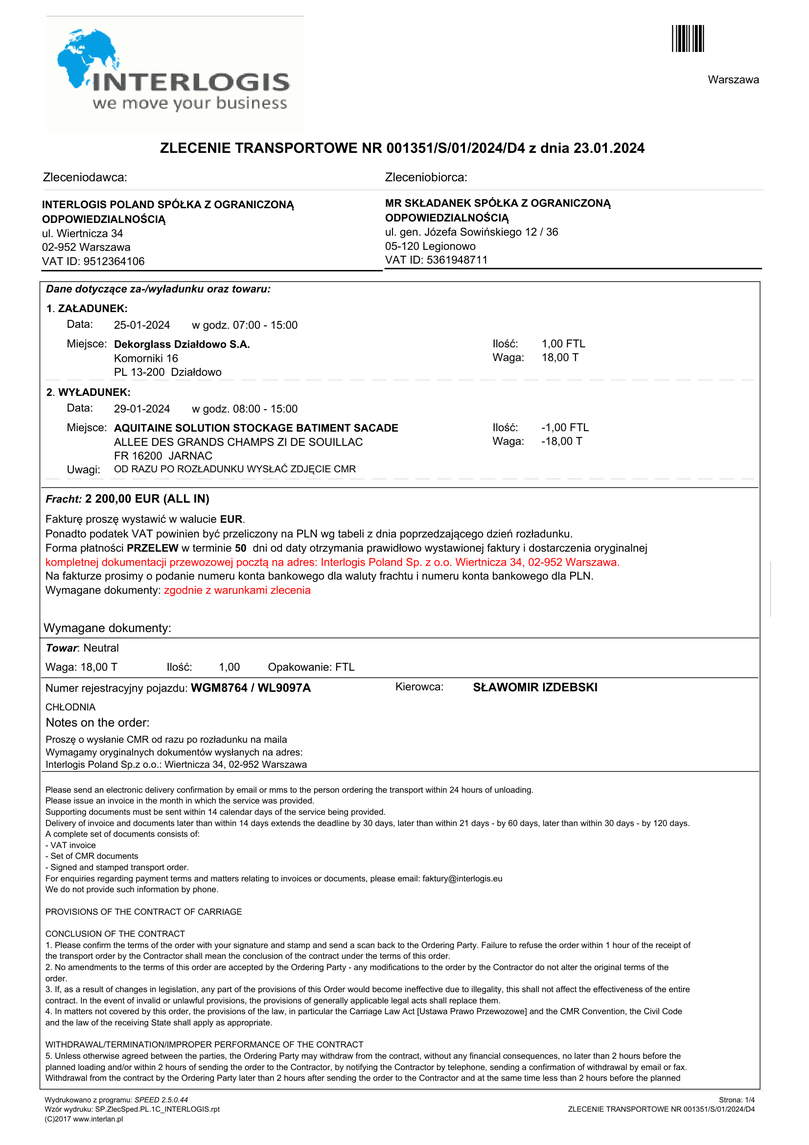 INTERLOGIS
we move your business
Warszawa
ZLECENIE TRANSPORTOWE NR 001351/S/01/2024/D4 z dnia 23.01.2024
Zleceniodawca:
Zleceniobiorca:
INTERLOGIS POLAND SPÓŁKA Z OGRANICZONĄ
ODPOWIEDZIALNOŚCIĄ
ul. Wiertnicza 34
02-952 Warszawa
VAT ID: 9512364106
MR SKŁADANEK SPÓŁKA Z OGRANICZONĄ
ODPOWIEDZIALNOŚCIĄ
ul. gen. Józefa Sowińskiego 12 / 36
05-120 Legionowo
VAT ID: 5361948711
Dane dotyczące za-/wyładunku oraz towaru:
1. ZAŁADUNEK:
Data: 25-01-2024 w godz. 07:00 - 15:00
Miejsce: Dekorglass Działdowo S.A. Ilość: 1,00 FTL
Komorniki 16 Waga: 18,00 T
PL 13-200 Działdowo
2. WYŁADUNEK:
Data: 29-01-2024 w godz. 08:00 - 15:00
Miejsce: AQUITAINE SOLUTION STOCKAGE BATIMENT SACADE Ilość: -1,00 FTL
ALLEE DES GRANDS CHAMPS ZI DE SOUILLAC Waga: -18,00 T
FR 16200 JARNAC
Uwagi: OD RAZU PO ROZŁADUNKU WYSŁAĆ ZDJĘCIE CMR
Fracht: 2 200,00 EUR (ALL IN)
Fakturę proszę wystawić w walucie EUR.
Ponadto podatek VAT powinien być przeliczony na PLN wg tabeli z dnia poprzedzającego dzień rozładunku.
Forma płatności PRZELEW w terminie 50 dni od daty otrzymania prawidłowo wystawionej faktury i dostarczenia oryginalnej
kompletnej dokumentacji przewozowej pocztą na adres: Interlogis Poland Sp. z o.o. Wiertnicza 34, 02-952 Warszawa.
Na fakturze prosimy o podanie numeru konta bankowego dla waluty frachtu i numeru konta bankowego dla PLN.
Wymagane dokumenty: zgodnie z warunkami zlecenia
Wymagane dokumenty:
Towar: Neutral
Waga: 18,00 T Ilość: 1,00 Opakowanie: FTL
Numer rejestracyjny pojazdu: WGM8764 / WL9097A Kierowca: SŁAWOMIR IZDEBSKI
CHŁODNIA
Notes on the order:
Proszę o wysłanie CMR od razu po rozładunku na maila
Wymagamy oryginalnych dokumentów wysłanych na adres:
Interlogis Poland Sp.z o.o.: Wiertnicza 34, 02-952 Warszawa
Please send an electronic delivery confirmation by email or mms to the person ordering the transport within 24 hours of unloading.
Please issue an invoice in the month in which the service was provided.
Supporting documents must be sent within 14 calendar days of the service being provided.
Delivery of invoice and documents later than within 14 days extends the deadline by 30 days, later than within 21 days - by 60 days, later than within 30 days - by 120 days.
A complete set of documents consists of:
- VAT invoice
- Set of CMR documents
- Signed and stamped transport order.
For enquiries regarding payment terms and matters relating to invoices or documents, please email: faktury@interlogis.eu
We do not provide such information by phone.
PROVISIONS OF THE CONTRACT OF CARRIAGE
CONCLUSION OF THE CONTRACT
1. Please confirm the terms of the order with your signature and stamp and send a scan back to the Ordering Party. Failure to refuse the order within 1 hour of the receipt of
the transport order by the Contractor shall mean the conclusion of the contract under the terms of this order.
2. No amendments to the terms of this order are accepted by the Ordering Party - any modifications to the order by the Contractor do not alter the original terms of the
order.
3. If, as a result of changes in legislation, any part of the provisions of this Order would become ineffective due to illegality, this shall not affect the effectiveness of the entire
contract. In the event of invalid or unlawful provisions, the provisions of generally applicable legal acts shall replace them.
4. In matters not covered by this order, the provisions of the law, in particular the Carriage Law Act [Ustawa Prawo Przewozowe] and the CMR Convention, the Civil Code
and the law of the receiving State shall apply as appropriate.
WITHDRAWAL/TERMINATION/IMPROPER PERFORMANCE OF THE CONTRACT
5. Unless otherwise agreed between the parties, the Ordering Party may withdraw from the contract, without any financial consequences, no later than 2 hours before the
planned loading and/or within 2 hours of sending the order to the Contractor, by notifying the Contractor by telephone, sending a confirmation of withdrawal by email or fax.
Withdrawal from the contract by the Ordering Party later than 2 hours after sending the order to the Contractor and at the same time less than 2 hours before the planned
Wydrukowano z programu: SPEED 2.5.0.44
Wzór wydruku: SP.ZlecSped.PL.1C_INTERLOGIS.rpt
(C)2017 www.interlan.pl
Strona: 1/4
ZLECENIE TRANSPORTOWE NR 001351/S/01/2024/D4